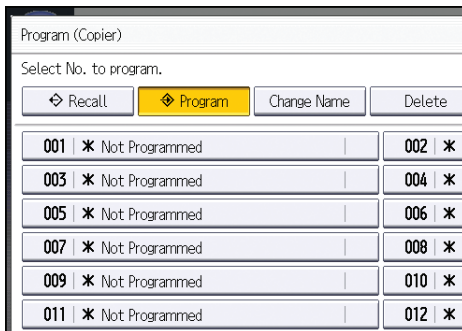 Program (Copier)
Select No. to program.
Recall Program Change Name Delete
001 * Not Programmed 002 *
003 * Not Programmed 004 *
005 * Not Programmed 006 *
007 * Not Programmed 008 *
009 * Not Programmed 010 *
011 * Not Programmed 012 *